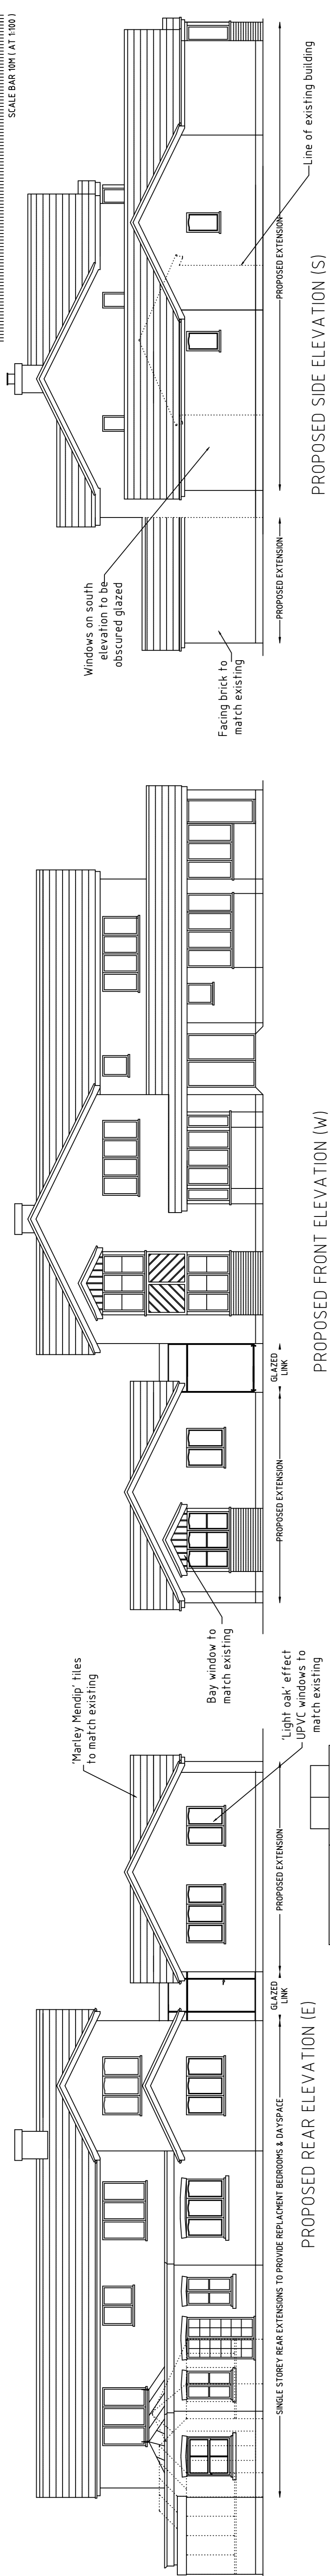 SCALE BAR 10M ( AT 1:100 )
'Marley Mendip' tiles
to match existing
Bay window to
match existing
'Light oak' effect
UPVC windows to
match existing
SINGLE STOREY REAR EXTENSIONS TO PROVIDE REPLACMENT BEDROOMS & DAYSPACE
GLAZED
LINK
PROPOSED EXTENSION
PROPOSED REAR ELEVATION (E)
PROPOSED EXTENSION
GLAZED
LINK
PROPOSED FRONT ELEVATION (W)
Windows on south
elevation to be
obscured glazed
Facing brick to
match existing
PROPOSED EXTENSION
PROPOSED EXTENSION
Line of existing building
PROPOSED SIDE ELEVATION (S)